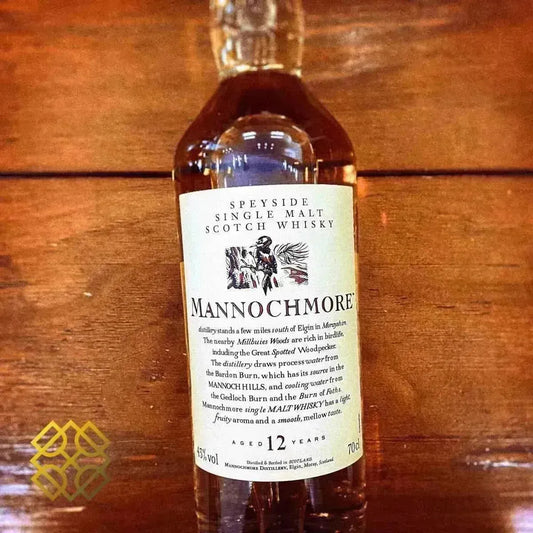 SPEYSIDE
SINGLE MALT
SCOTCH WHISKY
MANNOCHMORE
distillery stands a few miles south of Elgin in Morayshire.
The nearby Millbuies Woods are rich in birdlife,
including the Great Spotted Woodpecker.
The distillery draws process water from
the Bardon Burn, which has its source in the
MANNOCH HILLS, and cooling water from
the Gedloch Burn and the Burn of Foths.
Mannochmore single MALT WHISKY has a light,
fruity aroma and a smooth, mellow taste.
AGED 12 YEARS
43% vol
Distilled & Bottled in SCOTLAND
MANNOCHMORE DISTILLERY, Elgin, Moray, Scotland.
70cl